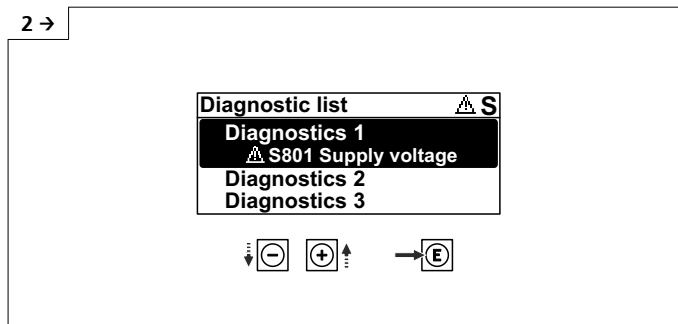 2 →
Diagnostic list ⚠ S
Diagnostics 1
⚠ S801 Supply voltage
Diagnostics 2
Diagnostics 3
− + E